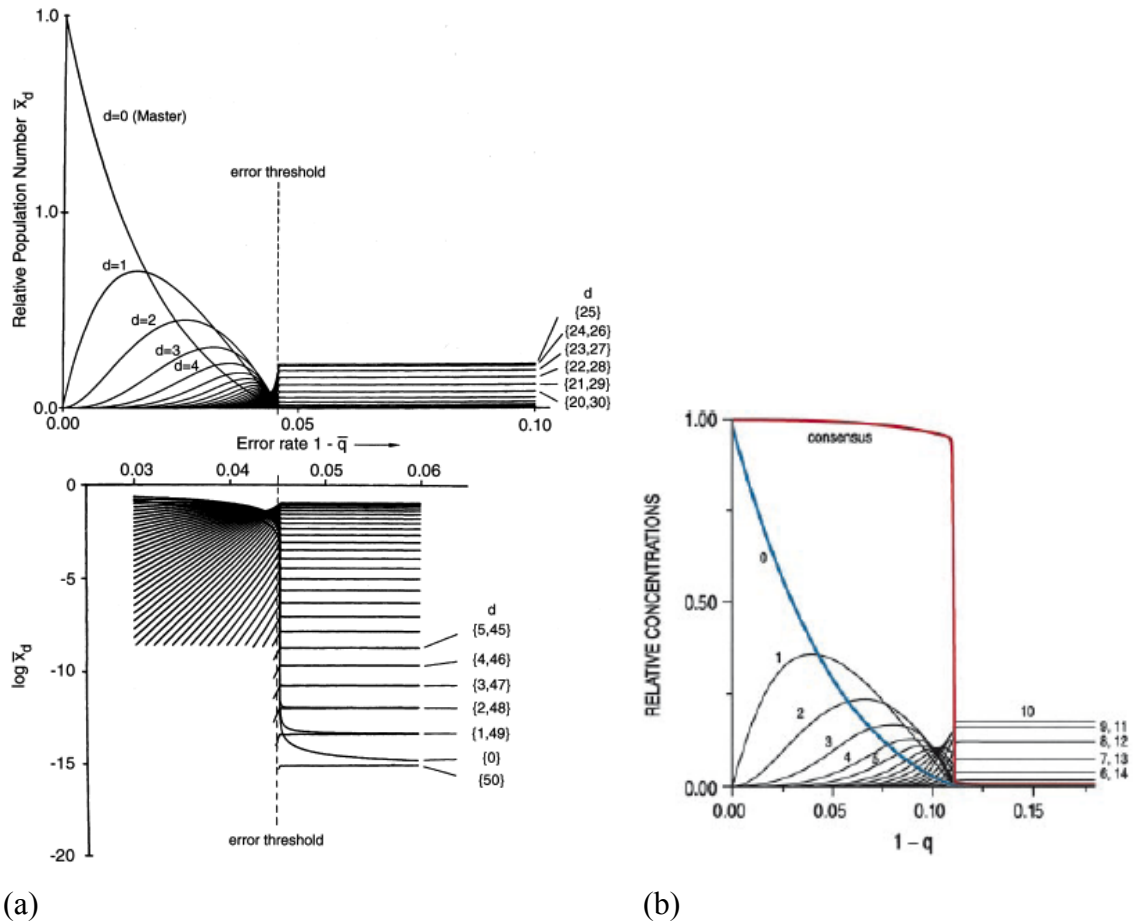 1.0
Relative Population Number x̄_d
d=0 (Master)
error threshold
1.0
d=1
d=2
d=3
d=4
d
{25}
{24,26}
{23,27}
{22,28}
{21,29}
{20,30}
0.0
0.00
0.05
0.10
Error rate 1 - q̄
0.03
0.04
0.05
0.06
0
-5
-10
-15
-20
log x̄_d
d
{5,45}
{4,46}
{3,47}
{2,48}
{1,49}
{0}
{50}
error threshold
(a)
1.00
consensus
RELATIVE CONCENTRATIONS
0
0.50
1
2
3
4
5
10
9, 11
8, 12
7, 13
6, 14
0.00
0.00
0.05
0.10
0.15
1 – q
(b)